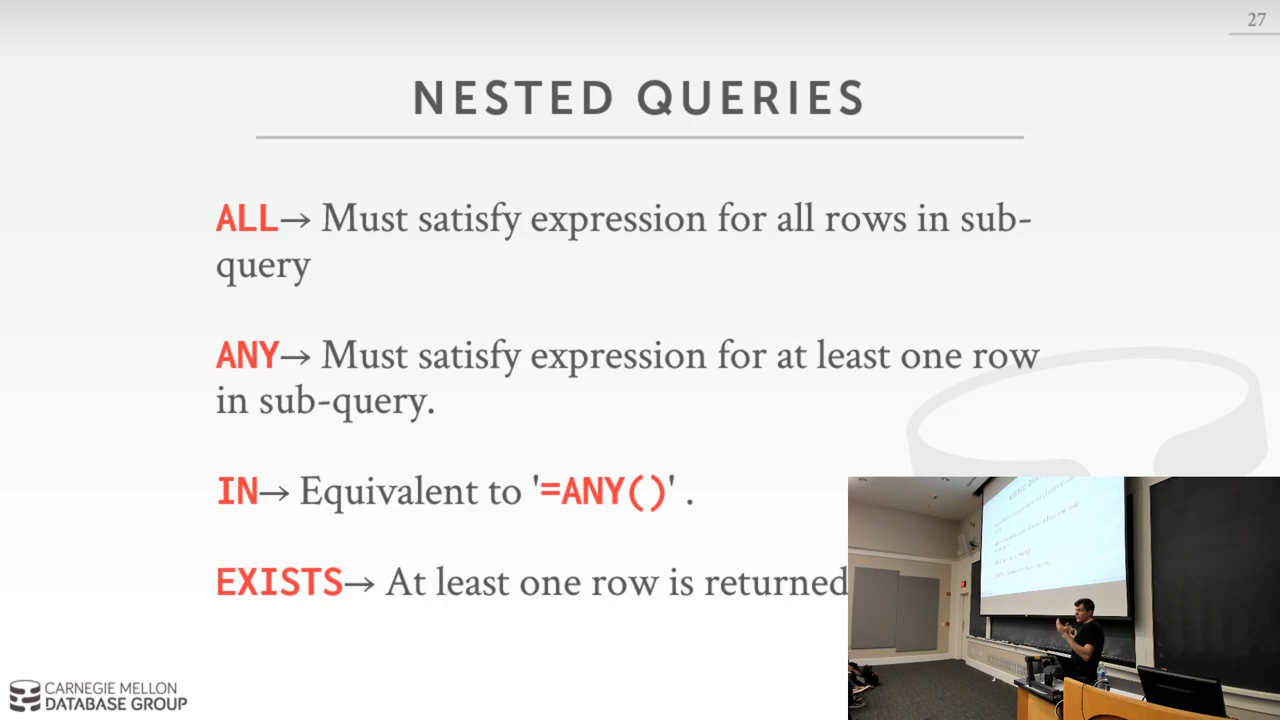 27
NESTED QUERIES
ALL→ Must satisfy expression for all rows in sub-
query
ANY→ Must satisfy expression for at least one row
in sub-query.
IN→ Equivalent to '=ANY()' .
EXISTS→ At least one row is returned
CARNEGIE MELLON
DATABASE GROUP